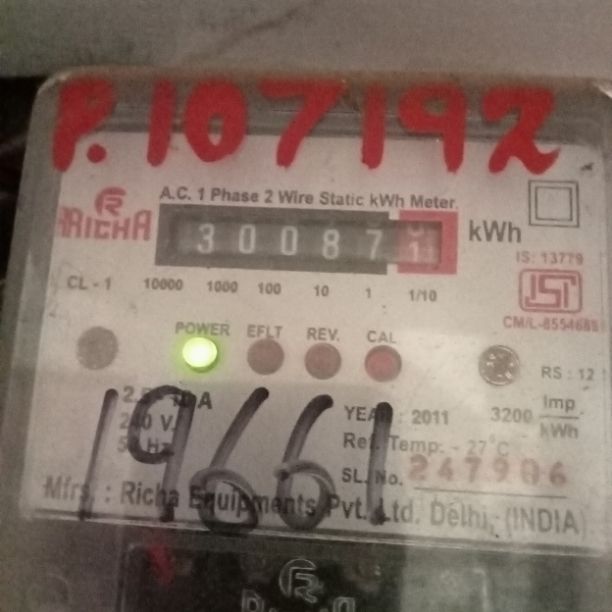 P.107192
A.C. 1 Phase 2 Wire Static kWh Meter.
RICHA
30087 kWh
IS: 13779
CL-1 10000 1000 100 10 1 1/10
ISI
POWER EFLT REV. CAL
RS: 12
19661
240 V.
YEAR: 2011 3200 Imp/kWh
Ref. Temp. - 27°C
SL. No. 247906
Mfrs. : Richa Equipments Pvt. Ltd. Delhi, (INDIA)